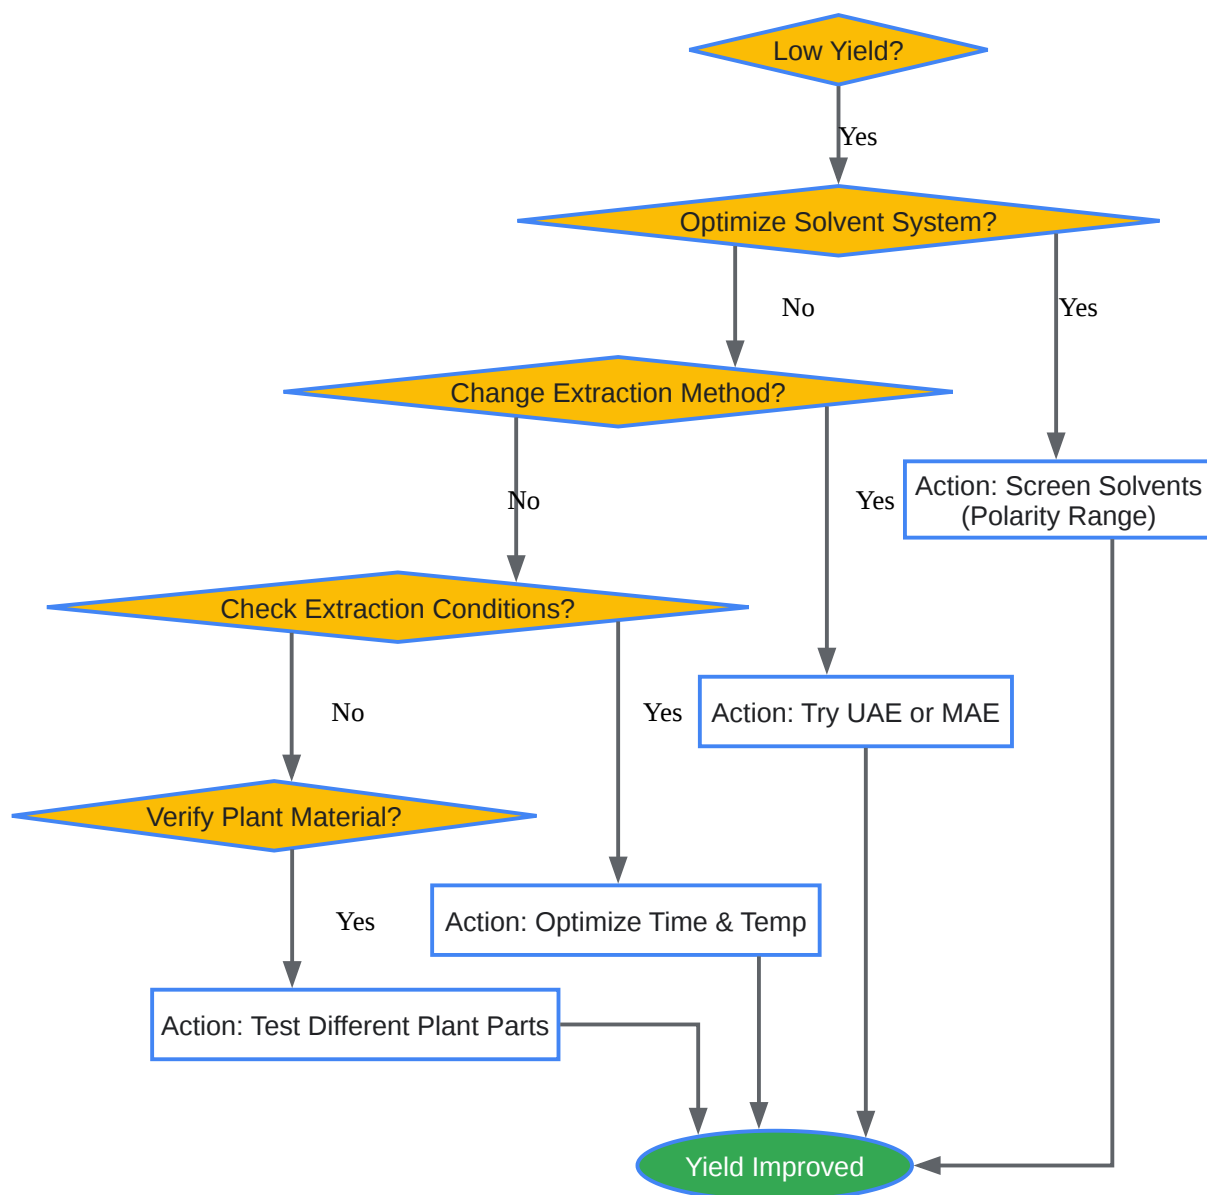 Low Yield?
Yes
Optimize Solvent System?
No
Yes
Change Extraction Method?
No
Yes
Action: Screen Solvents
(Polarity Range)
Check Extraction Conditions?
No
Yes
Action: Try UAE or MAE
Verify Plant Material?
Yes
Action: Optimize Time & Temp
Action: Test Different Plant Parts
Yield Improved